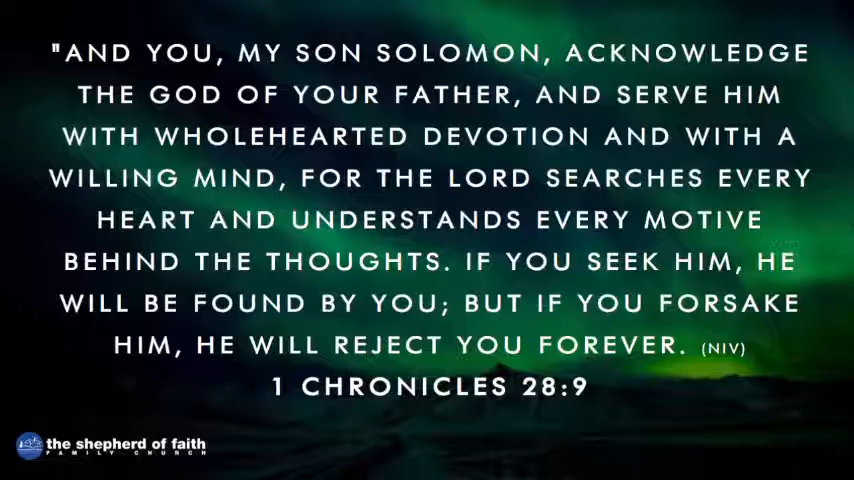 "AND YOU, MY SON SOLOMON, ACKNOWLEDGE
THE GOD OF YOUR FATHER, AND SERVE HIM
WITH WHOLEHEARTED DEVOTION AND WITH A
WILLING MIND, FOR THE LORD SEARCHES EVERY
HEART AND UNDERSTANDS EVERY MOTIVE
BEHIND THE THOUGHTS. IF YOU SEEK HIM, HE
WILL BE FOUND BY YOU; BUT IF YOU FORSAKE
HIM, HE WILL REJECT YOU FOREVER. (NIV)
1 CHRONICLES 28:9
the shepherd of faith
FAMILY CHURCH